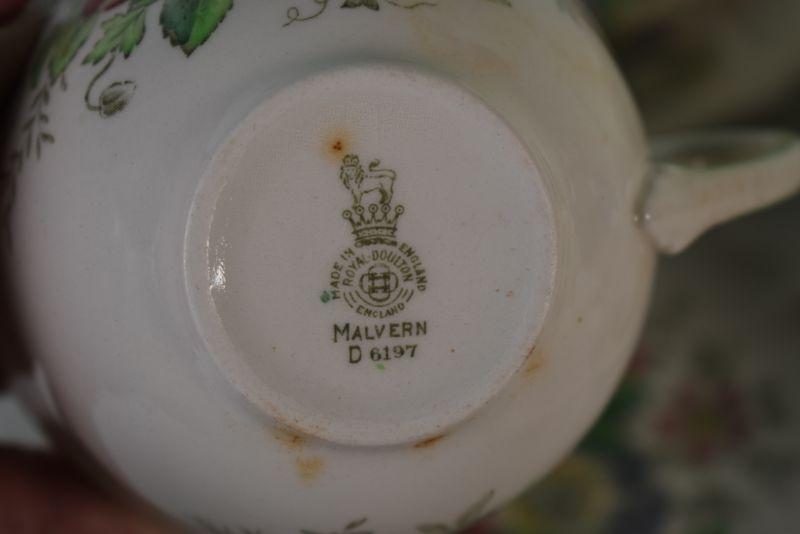 MADE IN ENGLAND
ROYAL DOULTON
ENGLAND
MALVERN
D 6197